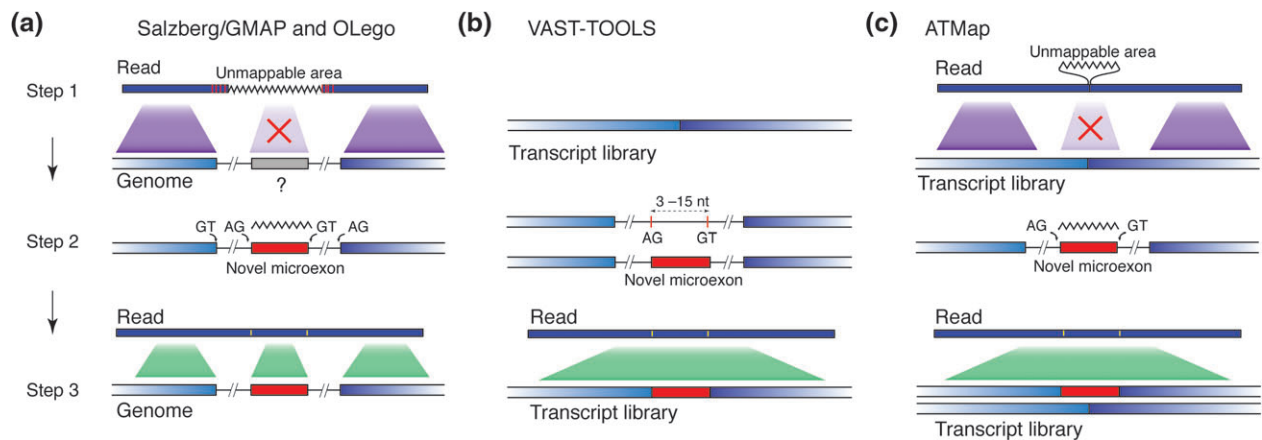 (a)
Salzberg/GMAP and OLego
Step 1
Read
Unmappable area
Genome
?
Step 2
GT AG GT AG
Novel microexon
Read
Step 3
Genome
(b)
VAST-TOOLS
Transcript library
3 –15 nt
AG GT
Novel microexon
Read
Transcript library
(c)
ATMap
Unmappable area
Read
Transcript library
AG GT
Novel microexon
Read
Transcript library